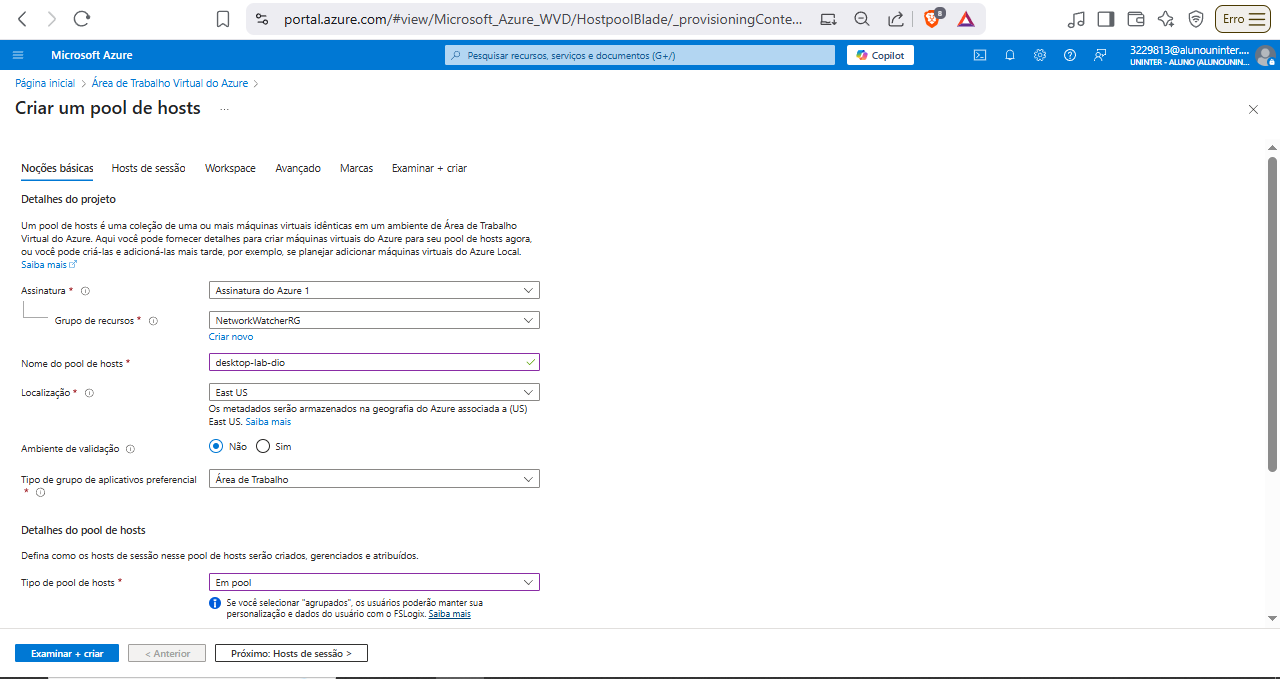 portal.azure.com/#view/Microsoft_Azure_WVD/HostpoolBlade/_provisioningConte...
8
Erro
Microsoft Azure
Pesquisar recursos, serviços e documentos (G+/)
Copilot
3229813@alunouninter....
UNINTER - ALUNO (ALUNOUNIN...
Página inicial > Área de Trabalho Virtual do Azure >
Criar um pool de hosts ...
Noções básicas Hosts de sessão Workspace Avançado Marcas Examinar + criar
Detalhes do projeto
Um pool de hosts é uma coleção de uma ou mais máquinas virtuais idênticas em um ambiente de Área de Trabalho
Virtual do Azure. Aqui você pode fornecer detalhes para criar máquinas virtuais do Azure para seu pool de hosts agora,
ou você pode criá-las e adicioná-las mais tarde, por exemplo, se planejar adicionar máquinas virtuais do Azure Local.
Saiba mais
Assinatura *
Assinatura do Azure 1
Grupo de recursos *
NetworkWatcherRG
Criar novo
Nome do pool de hosts *
desktop-lab-dio
Localização *
East US
Os metadados serão armazenados na geografia do Azure associada a (US)
East US. Saiba mais
Ambiente de validação
Não Sim
Tipo de grupo de aplicativos preferencial
*
Área de Trabalho
Detalhes do pool de hosts
Defina como os hosts de sessão nesse pool de hosts serão criados, gerenciados e atribuídos.
Tipo de pool de hosts *
Em pool
Se você selecionar "agrupados", os usuários poderão manter sua
personalização e dados do usuário com o FSLogix. Saiba mais
Examinar + criar
< Anterior
Próximo: Hosts de sessão >